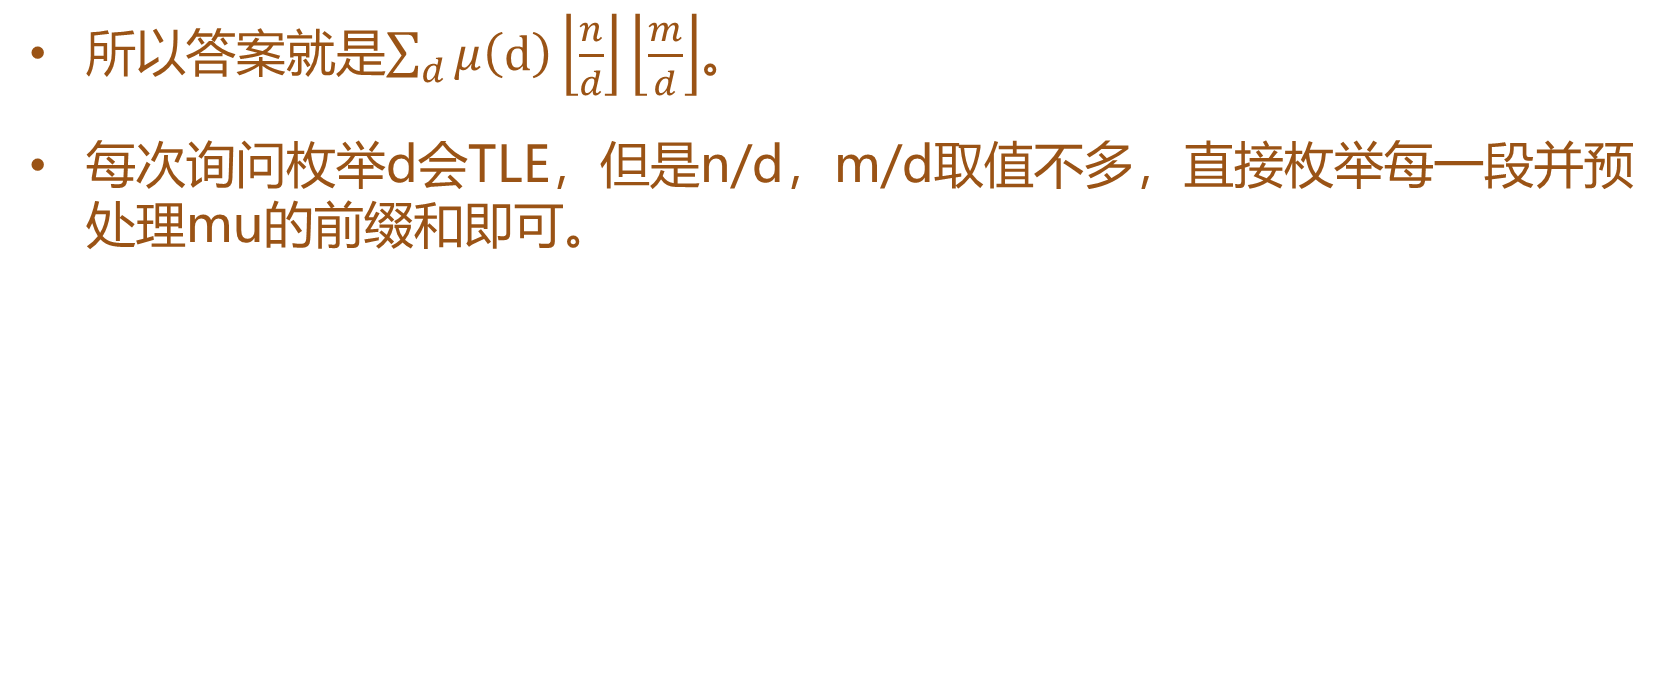 • 所以答案就是∑_d μ(d) ⌊n/d⌋ ⌊m/d⌋。
• 每次询问枚举d会TLE，但是n/d，m/d取值不多，直接枚举每一段并预
处理mu的前缀和即可。